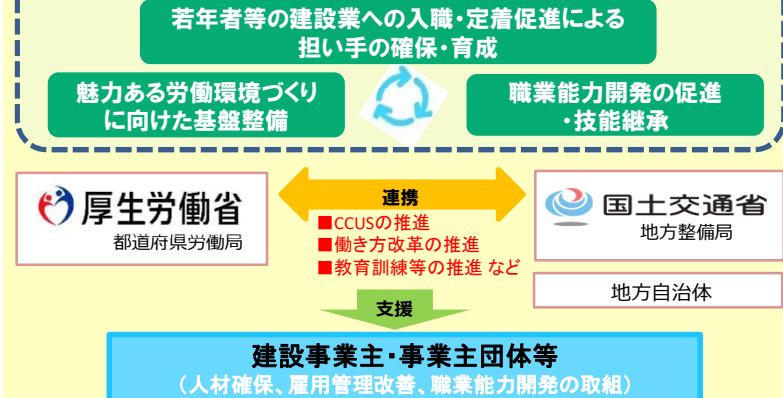 若年者等の建設業への入職・定着促進による
担い手の確保・育成
魅力ある労働環境づくり
に向けた基盤整備
職業能力開発の促進
・技能継承
厚生労働省
都道府県労働局
連携
■CCUSの推進
■働き方改革の推進
■教育訓練等の推進 など
国土交通省
地方整備局
地方自治体
支援
建設事業主・事業主団体等
（人材確保、雇用管理改善、職業能力開発の取組）